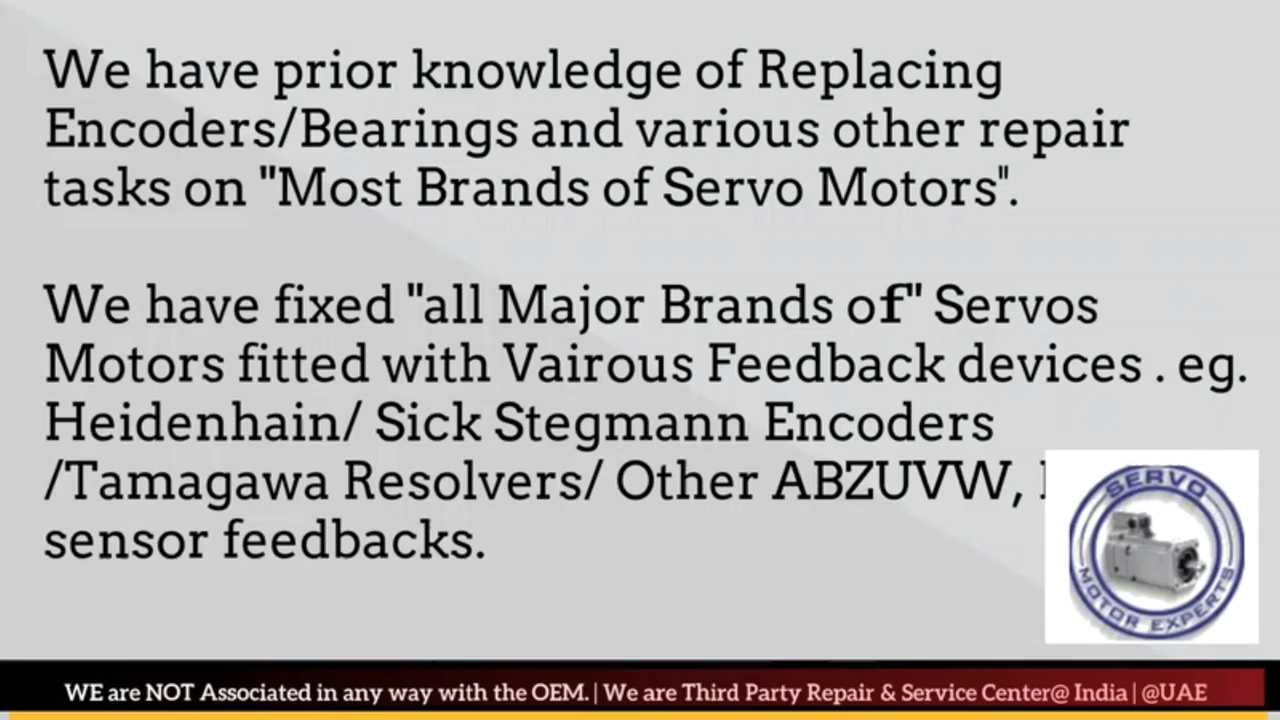 We have prior knowledge of Replacing
Encoders/Bearings and various other repair
tasks on "Most Brands of Servo Motors".
We have fixed "all Major Brands of" Servos
Motors fitted with Vairous Feedback devices . eg.
Heidenhain/ Sick Stegmann Encoders
/Tamagawa Resolvers/ Other ABZUVW,
sensor feedbacks.
SERVO
MOTOR EXPERTS
WE are NOT Associated in any way with the OEM. | We are Third Party Repair & Service Center@ India | @UAE